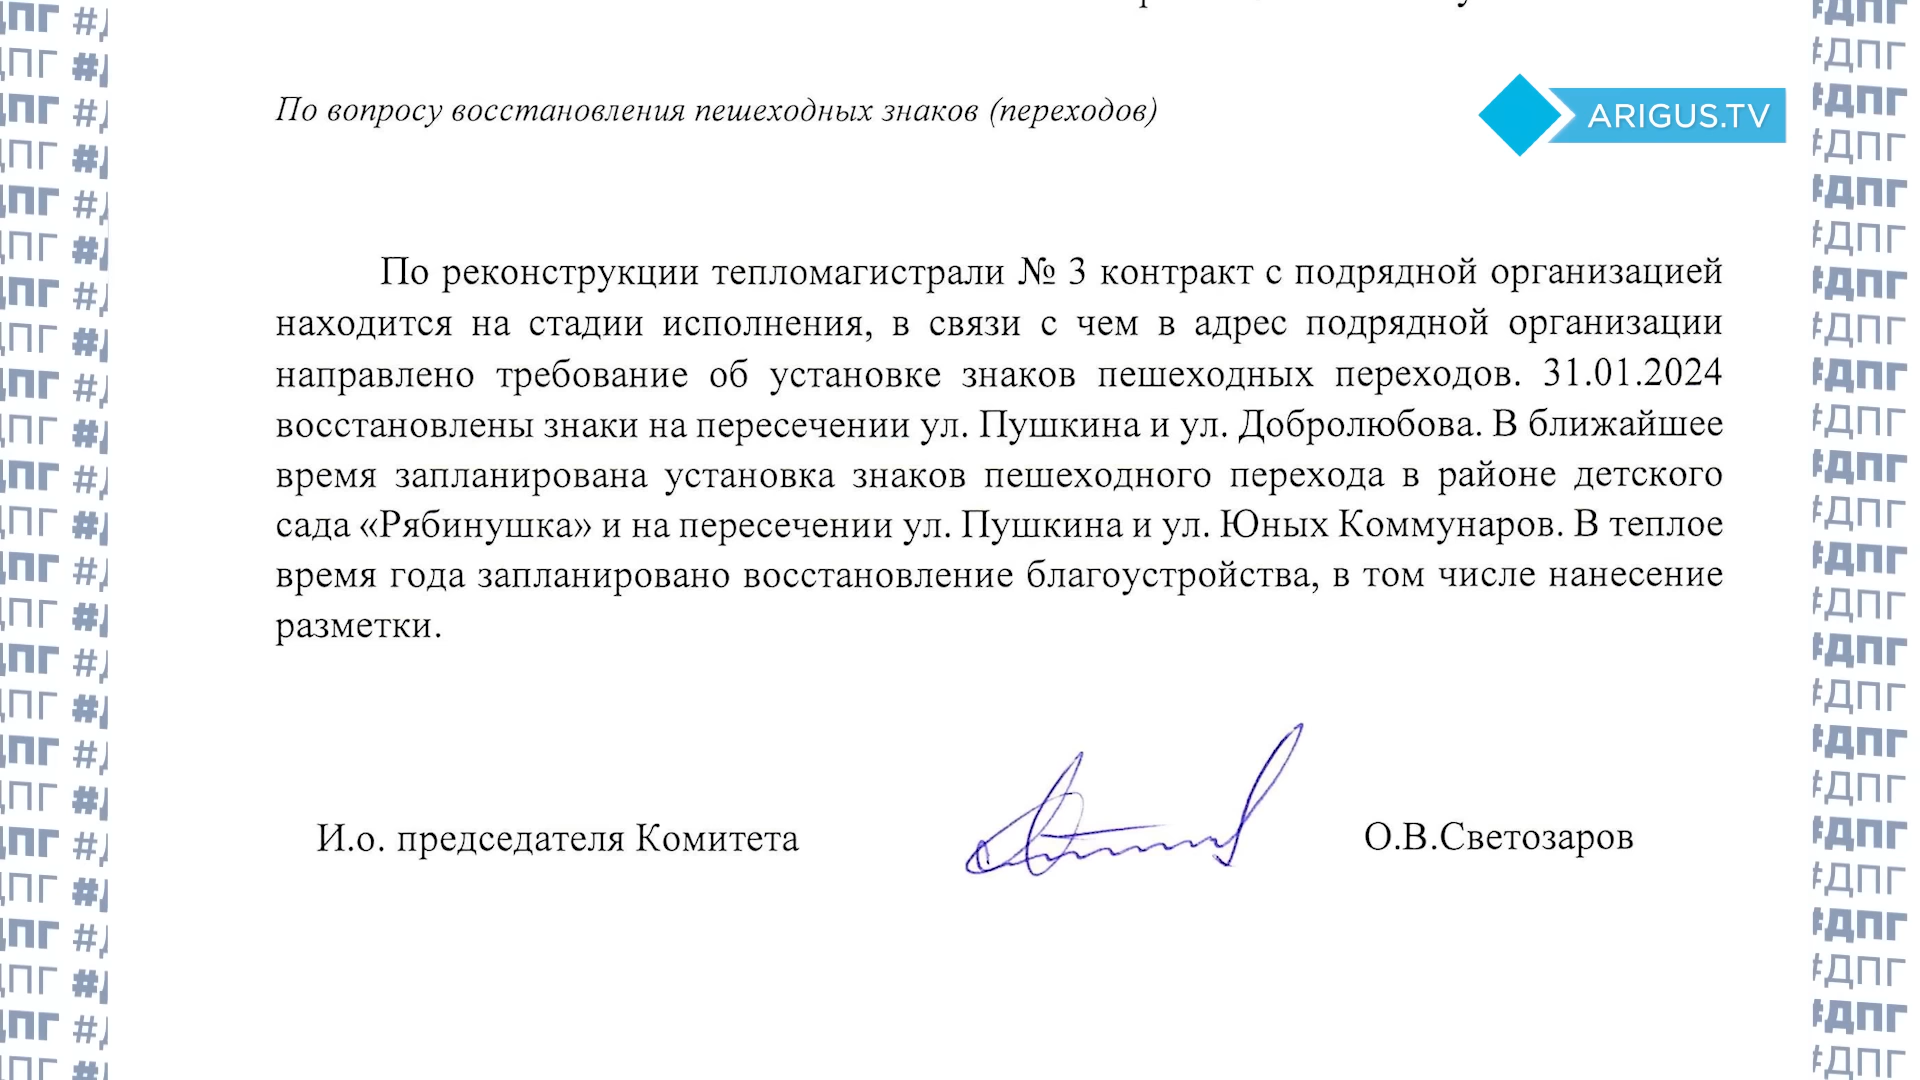 По вопросу восстановления пешеходных знаков (переходов)
ARIGUS.TV
По реконструкции тепломагистрали № 3 контракт с подрядной организацией
находится на стадии исполнения, в связи с чем в адрес подрядной организации
направлено требование об установке знаков пешеходных переходов. 31.01.2024
восстановлены знаки на пересечении ул. Пушкина и ул. Добролюбова. В ближайшее
время запланирована установка знаков пешеходного перехода в районе детского
сада «Рябинушка» и на пересечении ул. Пушкина и ул. Юных Коммунаров. В теплое
время года запланировано восстановление благоустройства, в том числе нанесение
разметки.
И.о. председателя Комитета
О.В.Светозаров
#ДПГ